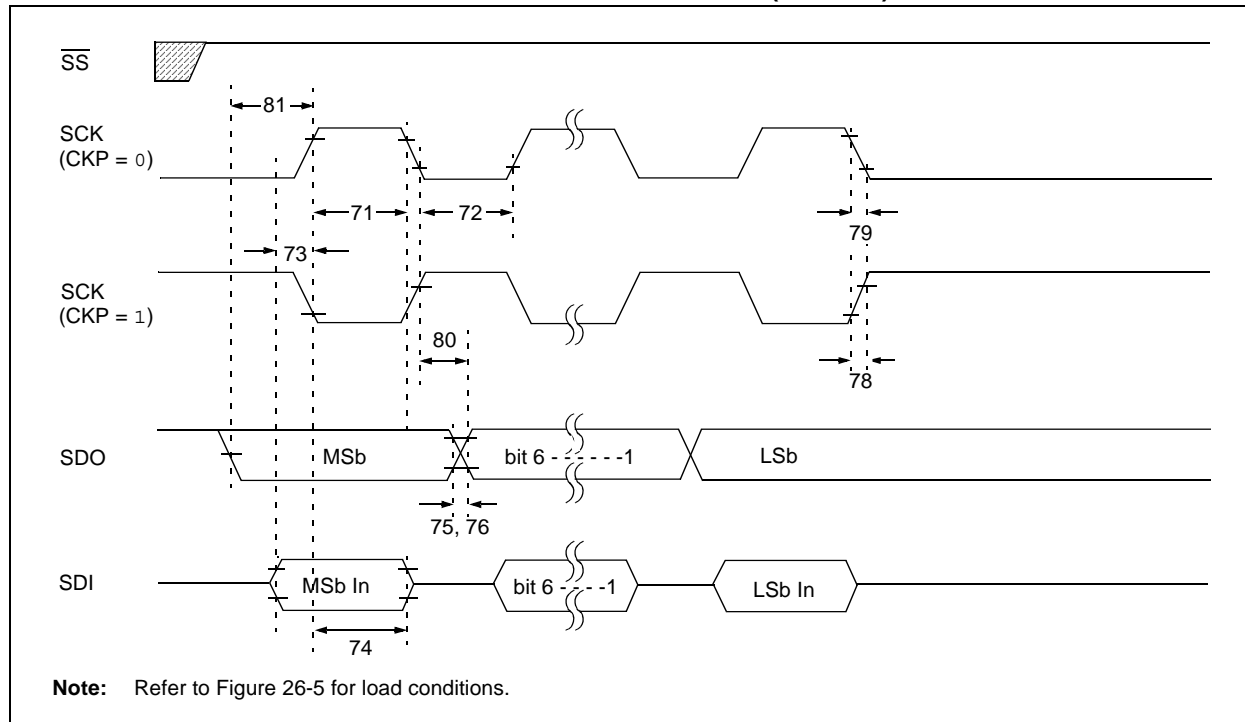 SS
81
SCK
(CKP = 0)
71
72
79
73
SCK
(CKP = 1)
80
78
SDO
MSb
bit 6 - - - - - -1
LSb
75, 76
SDI
MSb In
bit 6 - - - - -1
LSb In
74
Note: Refer to Figure 26-5 for load conditions.